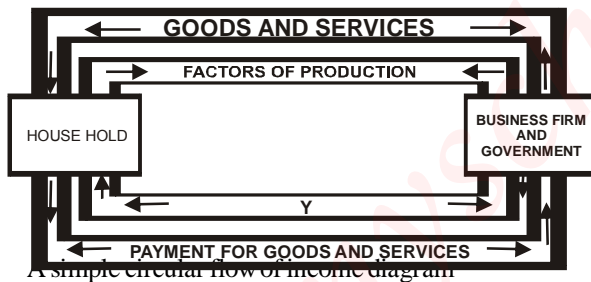 GOODS AND SERVICES
FACTORS OF PRODUCTION
HOUSE HOLD
BUSINESS FIRM
AND
GOVERNMENT
Y
PAYMENT FOR GOODS AND SERVICES
A simple circular flow of income diagram